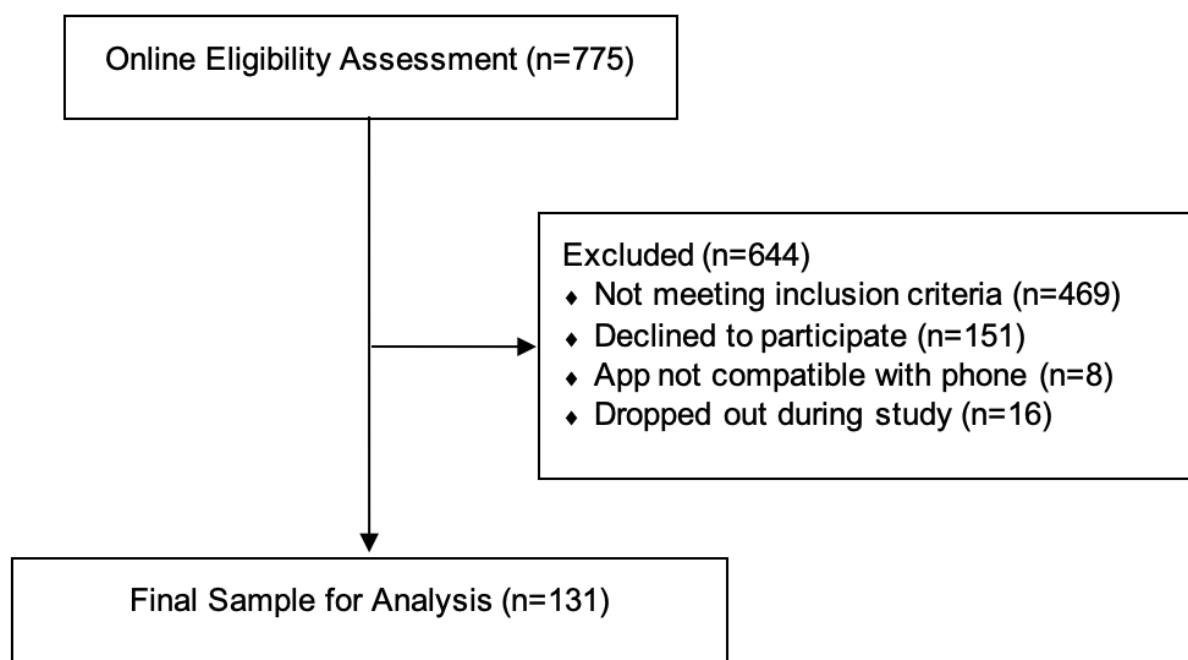 Online Eligibility Assessment (n=775)
Excluded (n=644)
♦ Not meeting inclusion criteria (n=469)
♦ Declined to participate (n=151)
♦ App not compatible with phone (n=8)
♦ Dropped out during study (n=16)
Final Sample for Analysis (n=131)